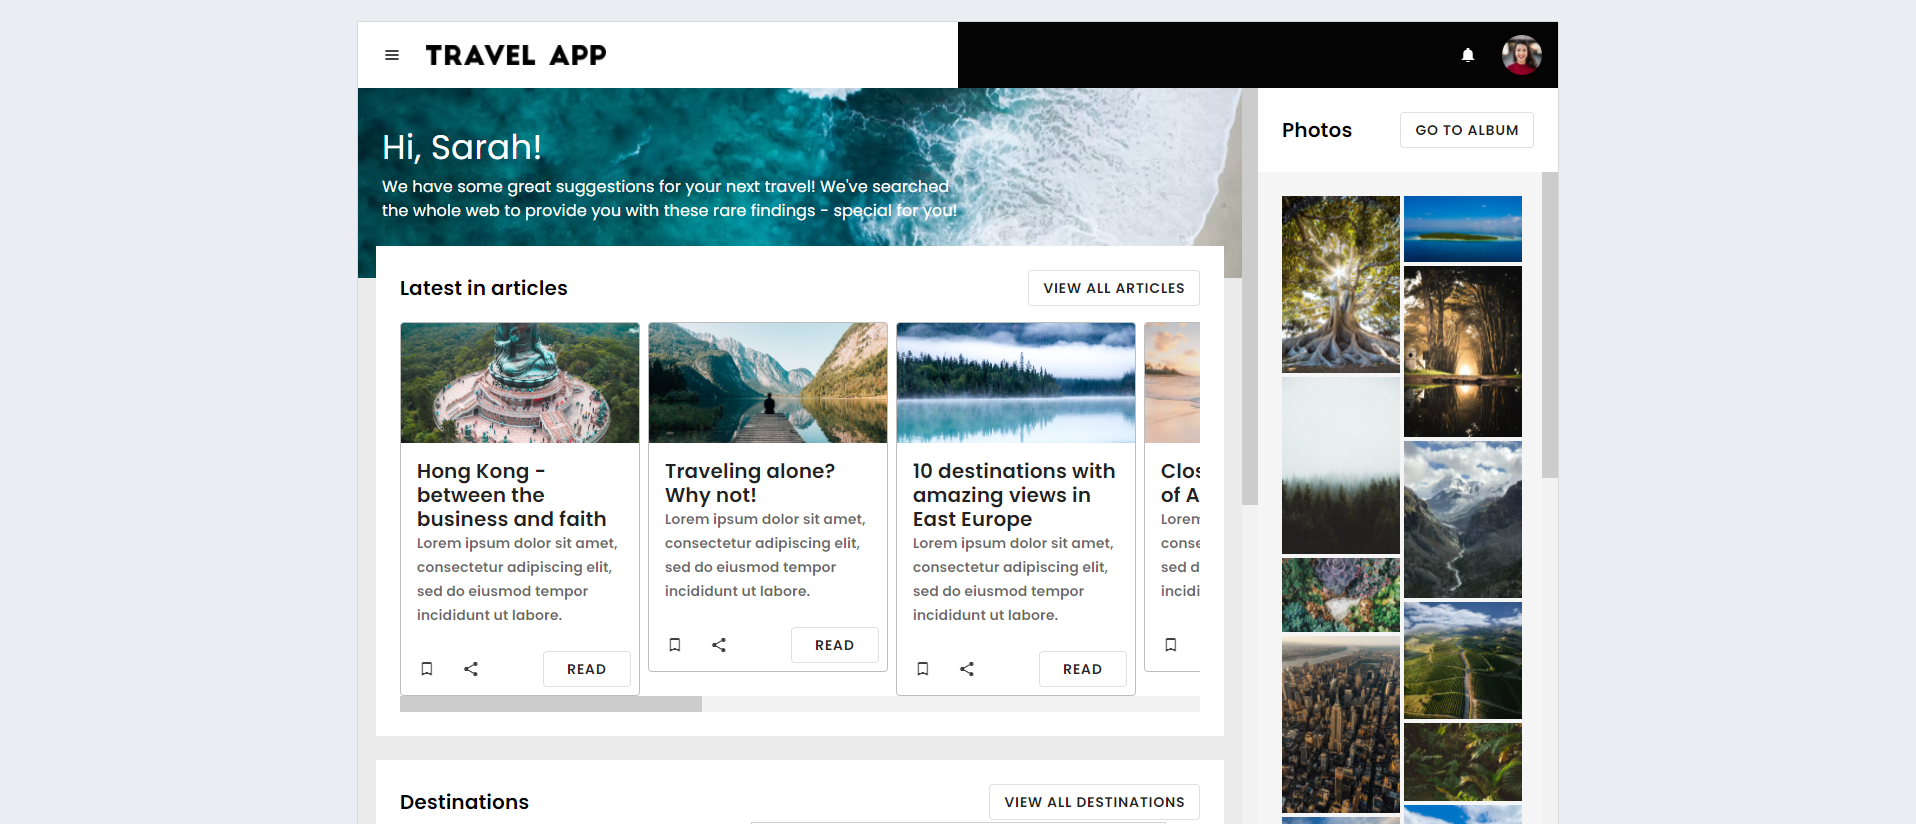 TRAVEL APP
Hi, Sarah!
We have some great suggestions for your next travel! We've searched
the whole web to provide you with these rare findings - special for you!
Photos
GO TO ALBUM
Latest in articles
VIEW ALL ARTICLES
Hong Kong -
between the
business and faith
Lorem ipsum dolor sit amet,
consectetur adipiscing elit,
sed do eiusmod tempor
incididunt ut labore.
READ
Traveling alone?
Why not!
Lorem ipsum dolor sit amet,
consectetur adipiscing elit,
sed do eiusmod tempor
incididunt ut labore.
READ
10 destinations with
amazing views in
East Europe
Lorem ipsum dolor sit amet,
consectetur adipiscing elit,
sed do eiusmod tempor
incididunt ut labore.
READ
Clos
of A
Lorem
conse
sed d
incidi
Destinations
VIEW ALL DESTINATIONS